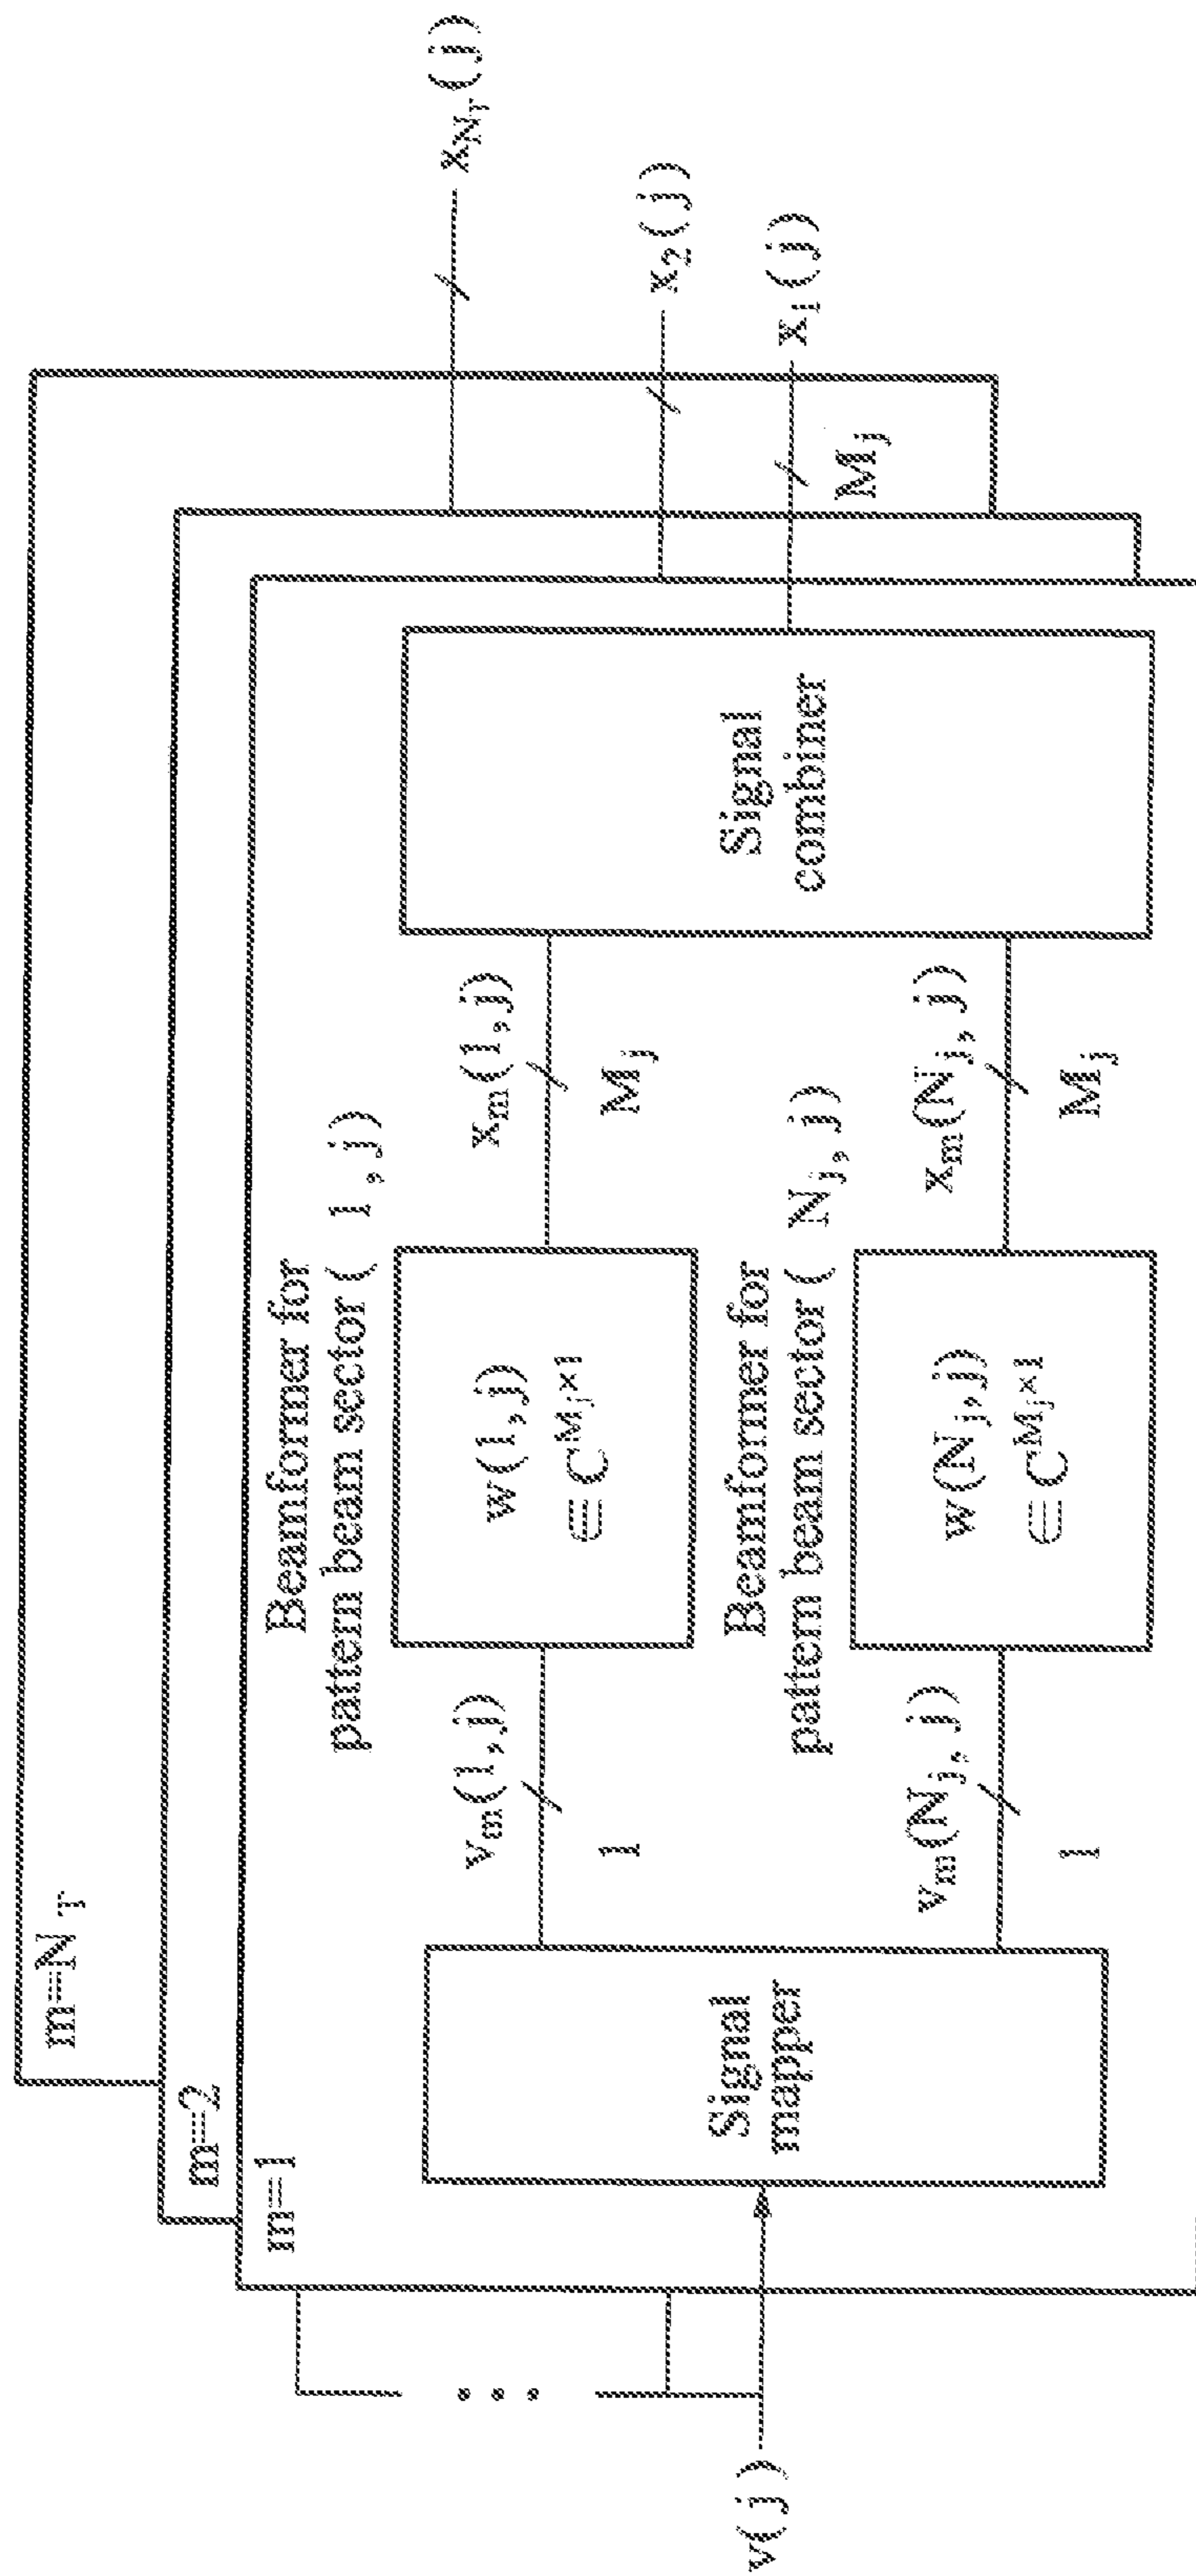 m=N_T
m=2
m=1
v(j)
Signal
mapper
v_m(1,j)
1
v_m(N_j,j)
1
Beamformer for
pattern beam sector ( 1,j)
w(1,j)
∈C^{M_j×1}
Beamformer for
pattern beam sector ( N_j,j)
w(N_j,j)
∈C^{M_j×1}
x_m(1,j)
M_j
x_m(N_j,j)
M_j
Signal
combiner
M_j
x_{N_T}(j)
x_2(j)
x_1(j)